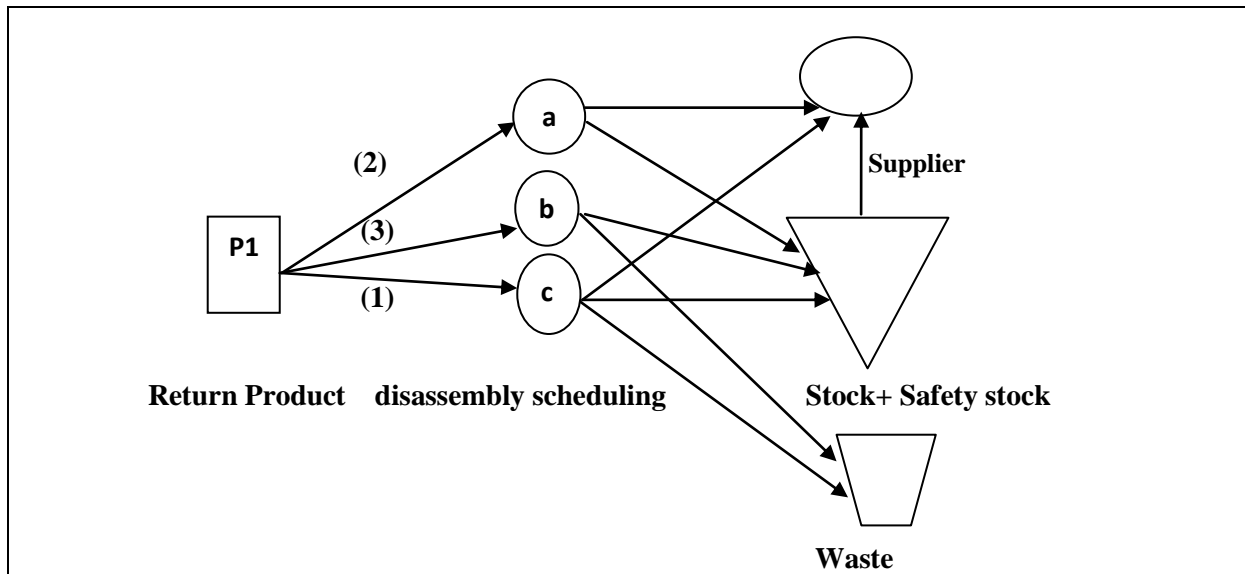 a
(2)
Supplier
b
(3)
P1
c
(1)
Return Product disassembly scheduling Stock+ Safety stock
Waste